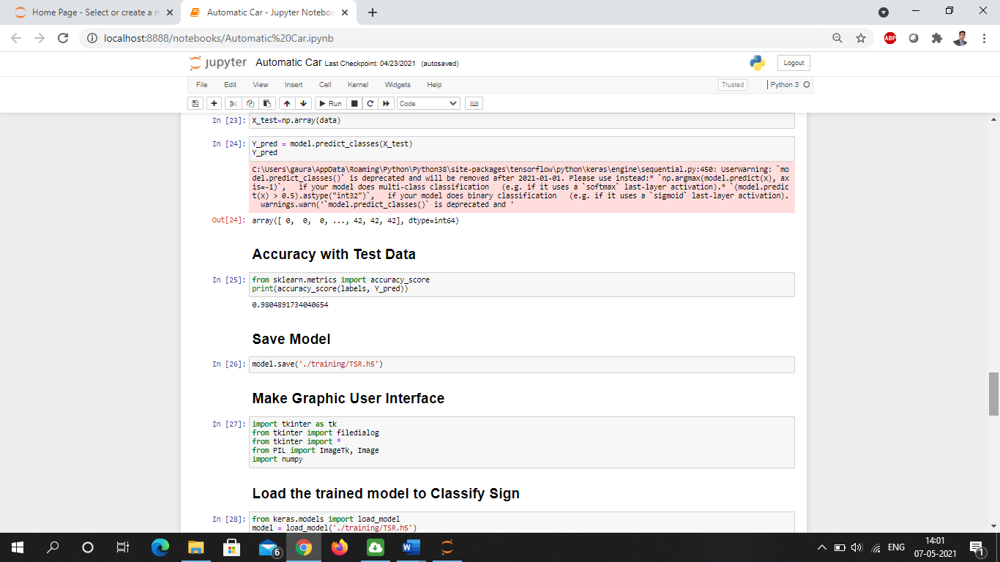 Home Page - Select or create a n
Automatic Car - Jupyter Noteboo
localhost:8888/notebooks/Automatic%20Car.ipynb
ABP
jupyter Automatic Car Last Checkpoint: 04/23/2021 (autosaved)
Logout
File Edit View Insert Cell Kernel Widgets Help
Trusted
Python 3
Run
Code
In [23]: X_test=np.array(data)
In [24]: Y_pred = model.predict_classes(X_test)
Y_pred
C:\Users\gaura\AppData\Roaming\Python\Python38\site-packages\tensorflow\python\keras\engine\sequential.py:450: UserWarning: `mo
del.predict_classes()` is deprecated and will be removed after 2021-01-01. Please use instead:* `np.argmax(model.predict(x), ax
is=-1)`, if your model does multi-class classification (e.g. if it uses a `softmax` last-layer activation).* `(model.predic
t(x) > 0.5).astype("int32")`, if your model does binary classification (e.g. if it uses a `sigmoid` last-layer activation).
warnings.warn('`model.predict_classes()` is deprecated and '
Out[24]: array([ 0, 0, 0, ..., 42, 42, 42], dtype=int64)
Accuracy with Test Data
In [25]: from sklearn.metrics import accuracy_score
print(accuracy_score(labels, Y_pred))
0.9804891734040654
Save Model
In [26]: model.save('./training/TSR.h5')
Make Graphic User Interface
In [27]: import tkinter as tk
from tkinter import filedialog
from tkinter import *
from PIL import ImageTk, Image
import numpy
Load the trained model to Classify Sign
In [28]: from keras.models import load_model
model = load_model('./training/TSR.h5')
6
W
ENG
14:01
07-05-2021
1